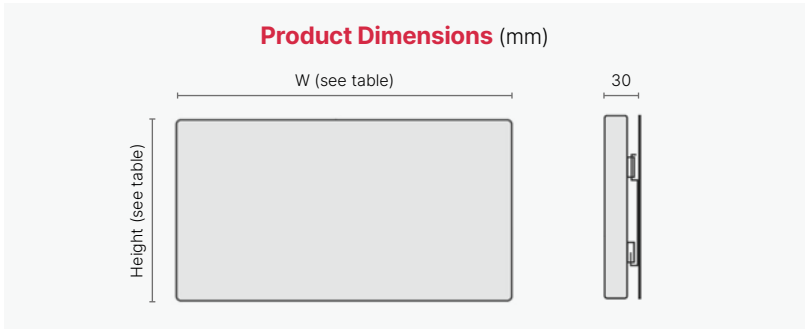 Product Dimensions (mm)
W (see table)
30
Height (see table)